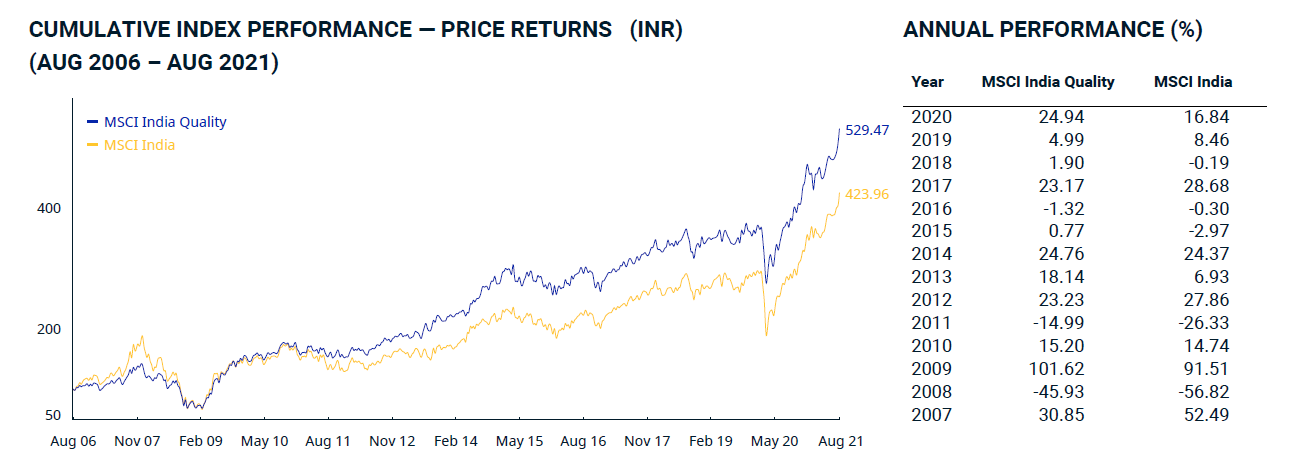 CUMULATIVE INDEX PERFORMANCE — PRICE RETURNS (INR)
(AUG 2006 – AUG 2021)
MSCI India Quality
MSCI India
529.47
423.96
400
200
50
Aug 06 Nov 07 Feb 09 May 10 Aug 11 Nov 12 Feb 14 May 15 Aug 16 Nov 17 Feb 19 May 20 Aug 21
ANNUAL PERFORMANCE (%)
Year MSCI India Quality MSCI India
2020 24.94 16.84
2019 4.99 8.46
2018 1.90 -0.19
2017 23.17 28.68
2016 -1.32 -0.30
2015 0.77 -2.97
2014 24.76 24.37
2013 18.14 6.93
2012 23.23 27.86
2011 -14.99 -26.33
2010 15.20 14.74
2009 101.62 91.51
2008 -45.93 -56.82
2007 30.85 52.49